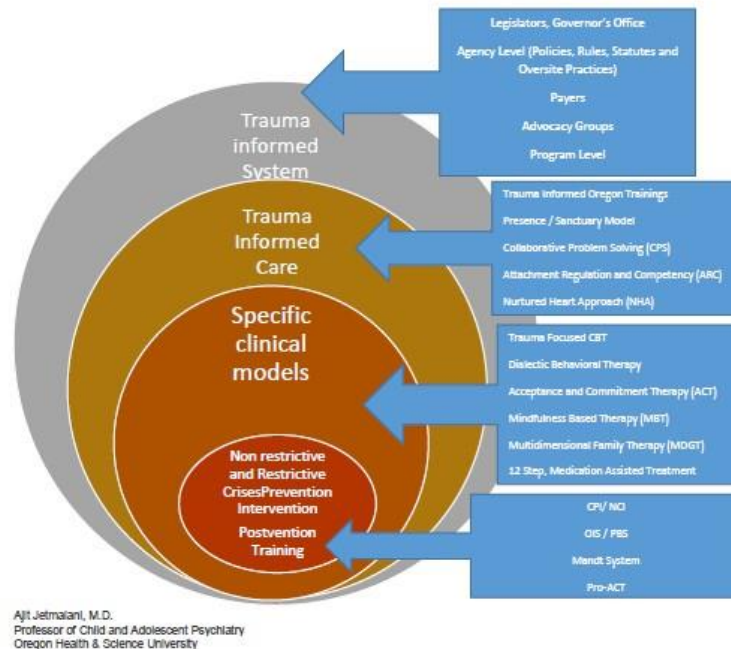 Legislators, Governor's Office
Agency Level (Policies, Rules, Statutes and
Oversite Practices)
Payers
Advocacy Groups
Program Level
Trauma
informed
System
Trauma Informed Oregon Trainings
Presence / Sanctuary Model
Collaborative Problem Solving (CPS)
Attachment Regulation and Competency (ARC)
Nurtured Heart Approach (NHA)
Trauma
Informed
Care
Trauma Focused CBT
Dialectic Behavioral Therapy
Acceptance and Commitment Therapy (ACT)
Mindfulness Based Therapy (MBT)
Multidimensional Family Therapy (MDGT)
12 Step, Medication Assisted Treatment
Specific
clinical
models
Non restrictive
and Restrictive
CrisesPrevention
Intervention
Postvention
Training
CPI/ NCI
OIS / PBS
Mandt System
Pro-ACT
Ajit Jetmalani, M.D.
Professor of Child and Adolescent Psychiatry
Oregon Health & Science University